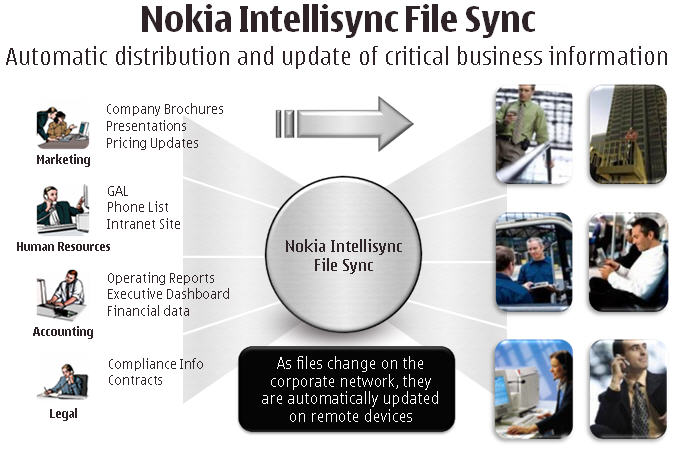 Nokia Intellisync File Sync
Automatic distribution and update of critical business information
Company Brochures
Presentations
Pricing Updates
Marketing
GAL
Phone List
Intranet Site
Human Resources
Operating Reports
Executive Dashboard
Financial data
Accounting
Compliance Info
Contracts
Legal
Nokia Intellisync
File Sync
As files change on the
corporate network, they
are automatically updated
on remote devices